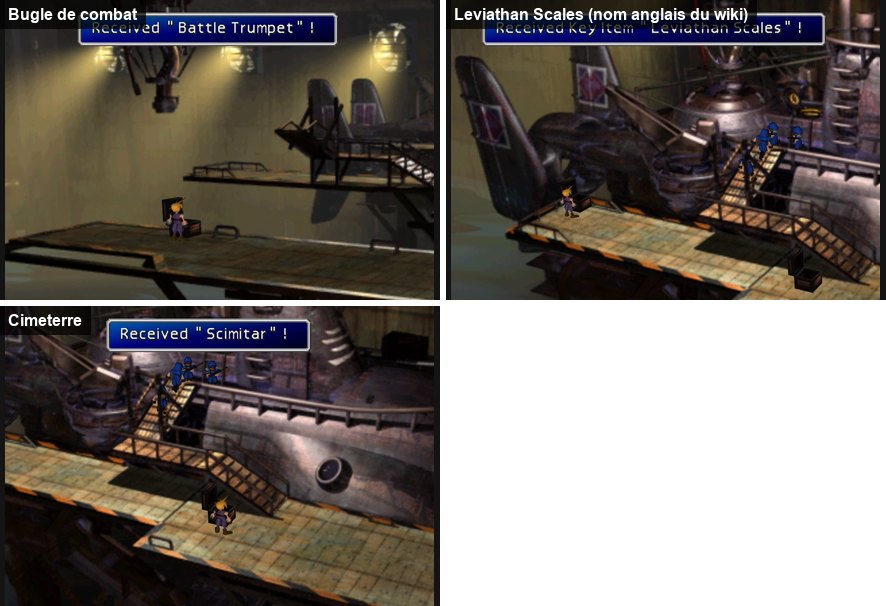 Bugle de combat
Received "Battle Trumpet" !
Leviathan Scales (nom anglais du wiki)
Received Key Item "Leviathan Scales" !
Cimeterre
Received "Scimitar" !